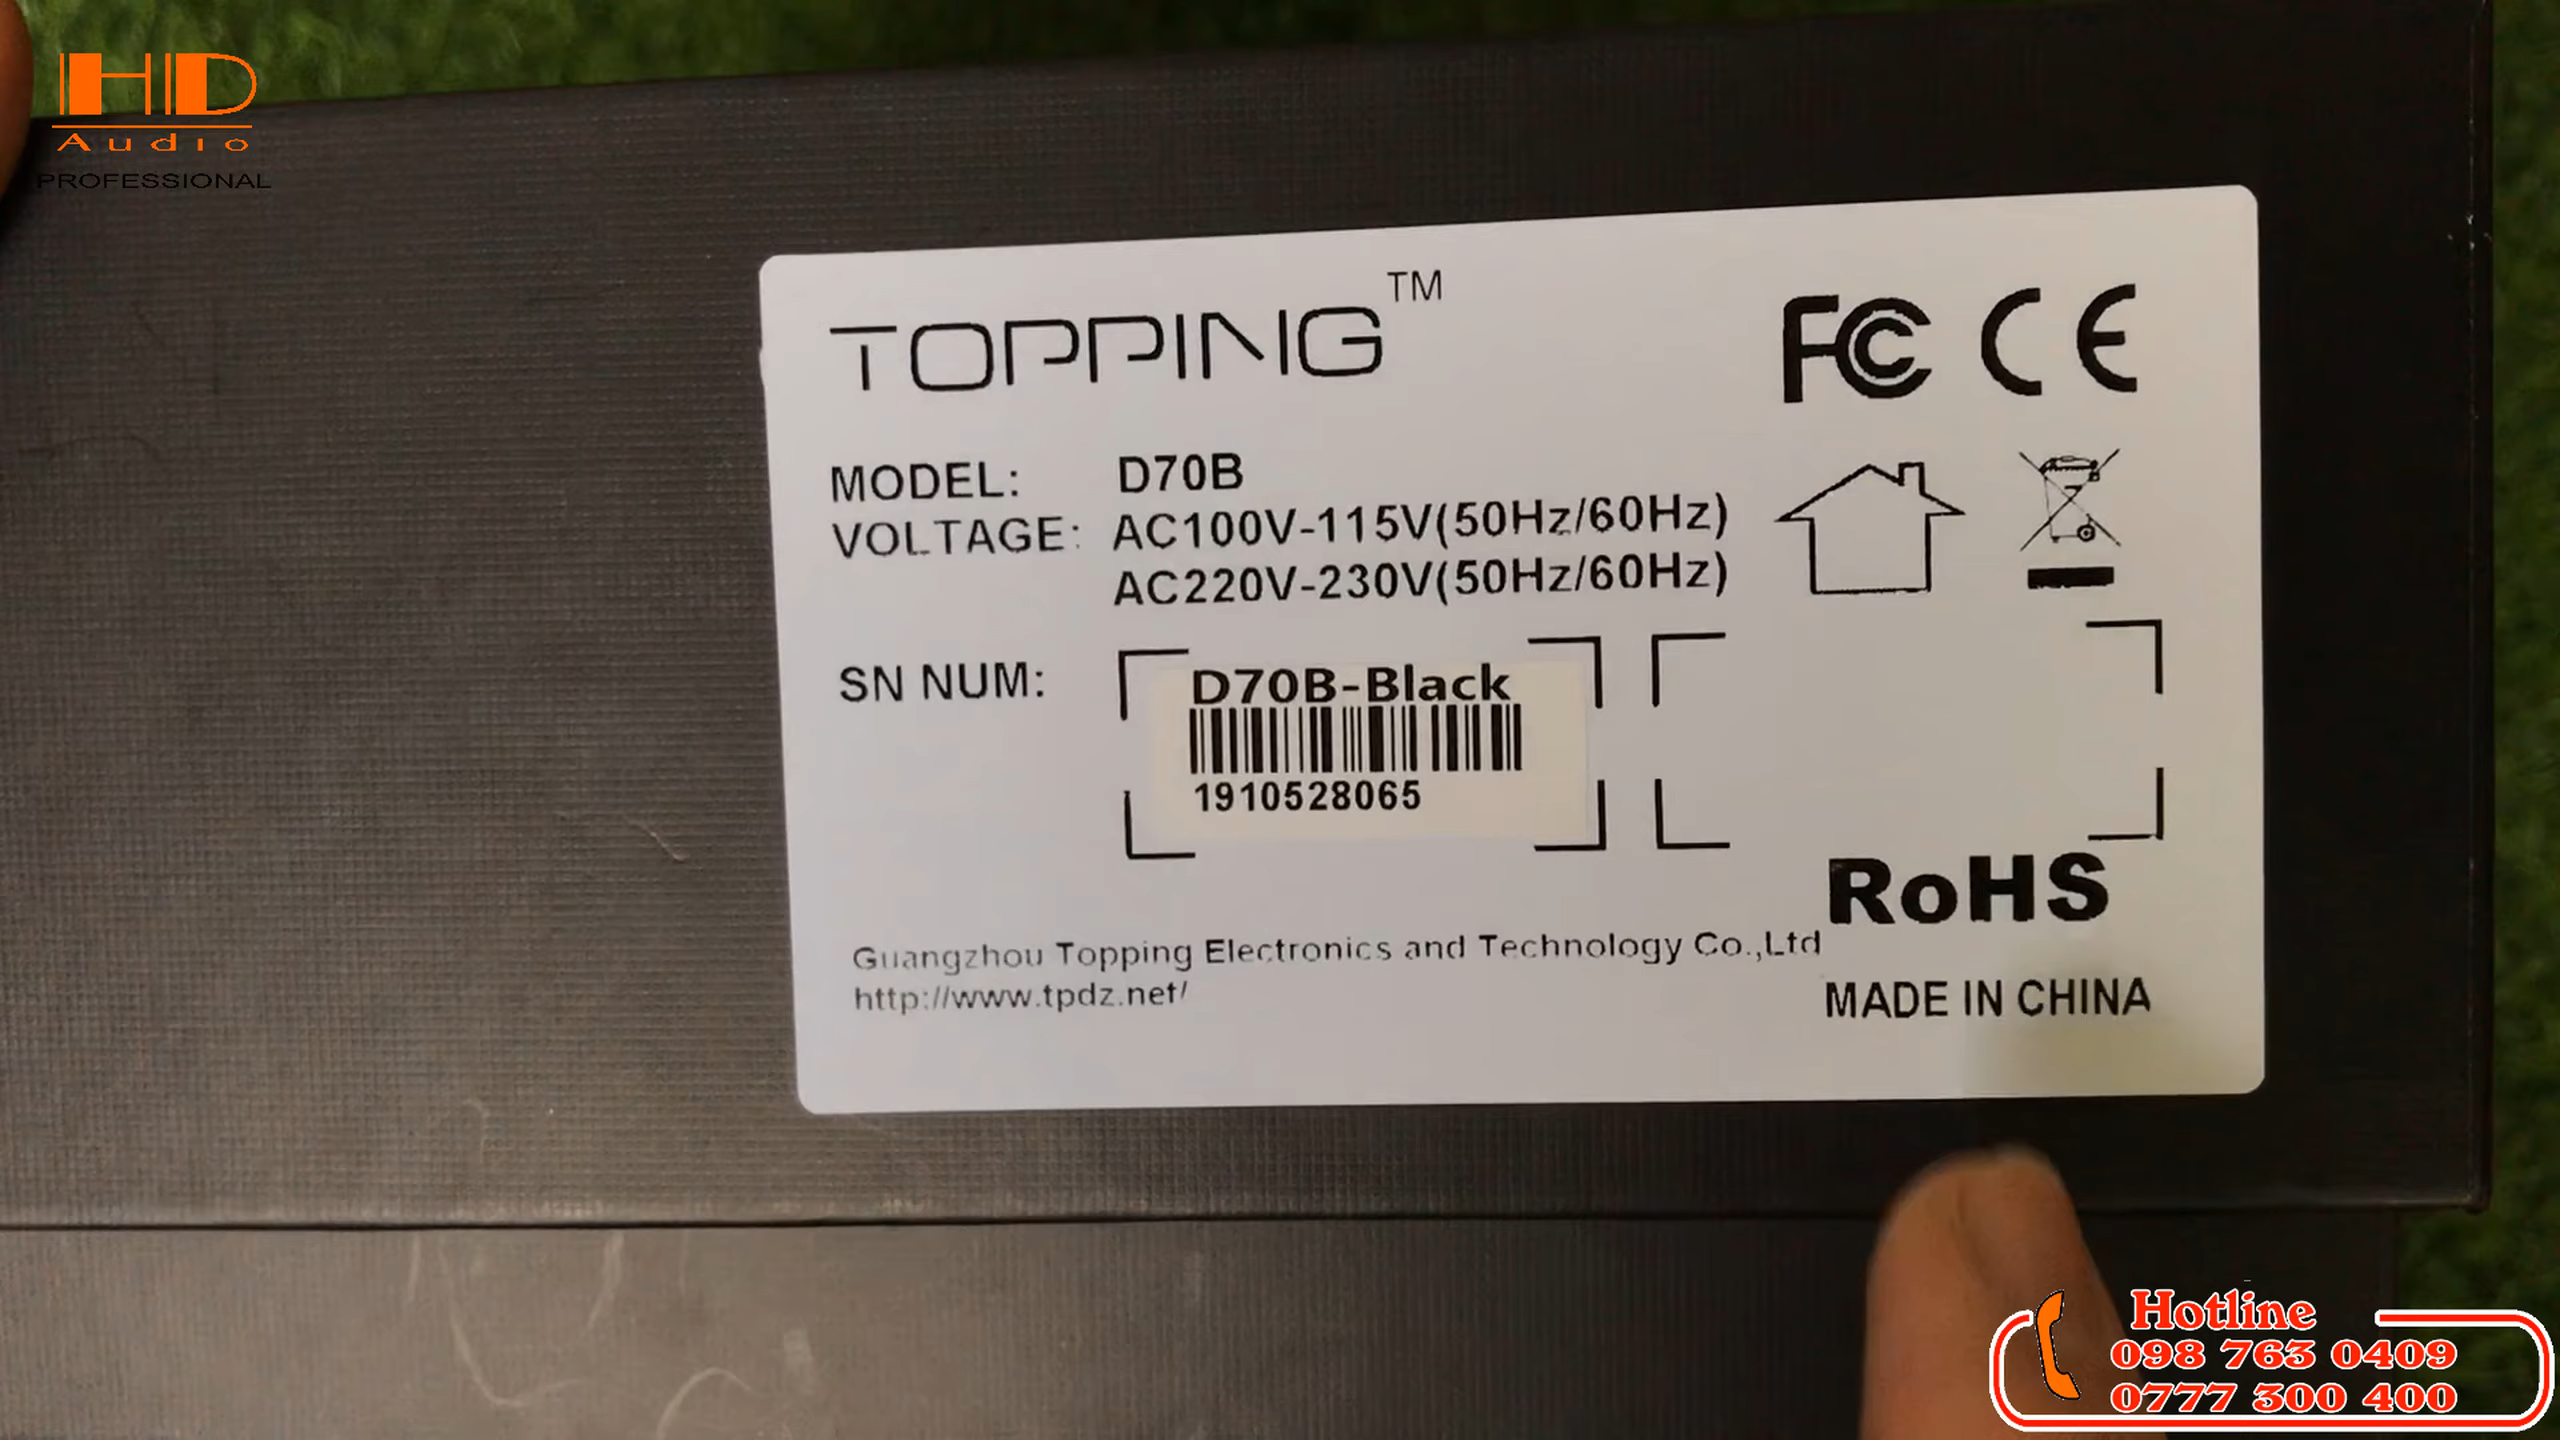 HD
Audio
PROFESSIONAL
TOPPING™
FC CE
MODEL: D70B
VOLTAGE: AC100V-115V(50Hz/60Hz)
AC220V-230V(50Hz/60Hz)
SN NUM: D70B-Black
1910528065
RoHS
Guangzhou Topping Electronics and Technology Co.,Ltd
http://www.tpdz.net/
MADE IN CHINA
Hotline
098 763 0409
0777 300 400